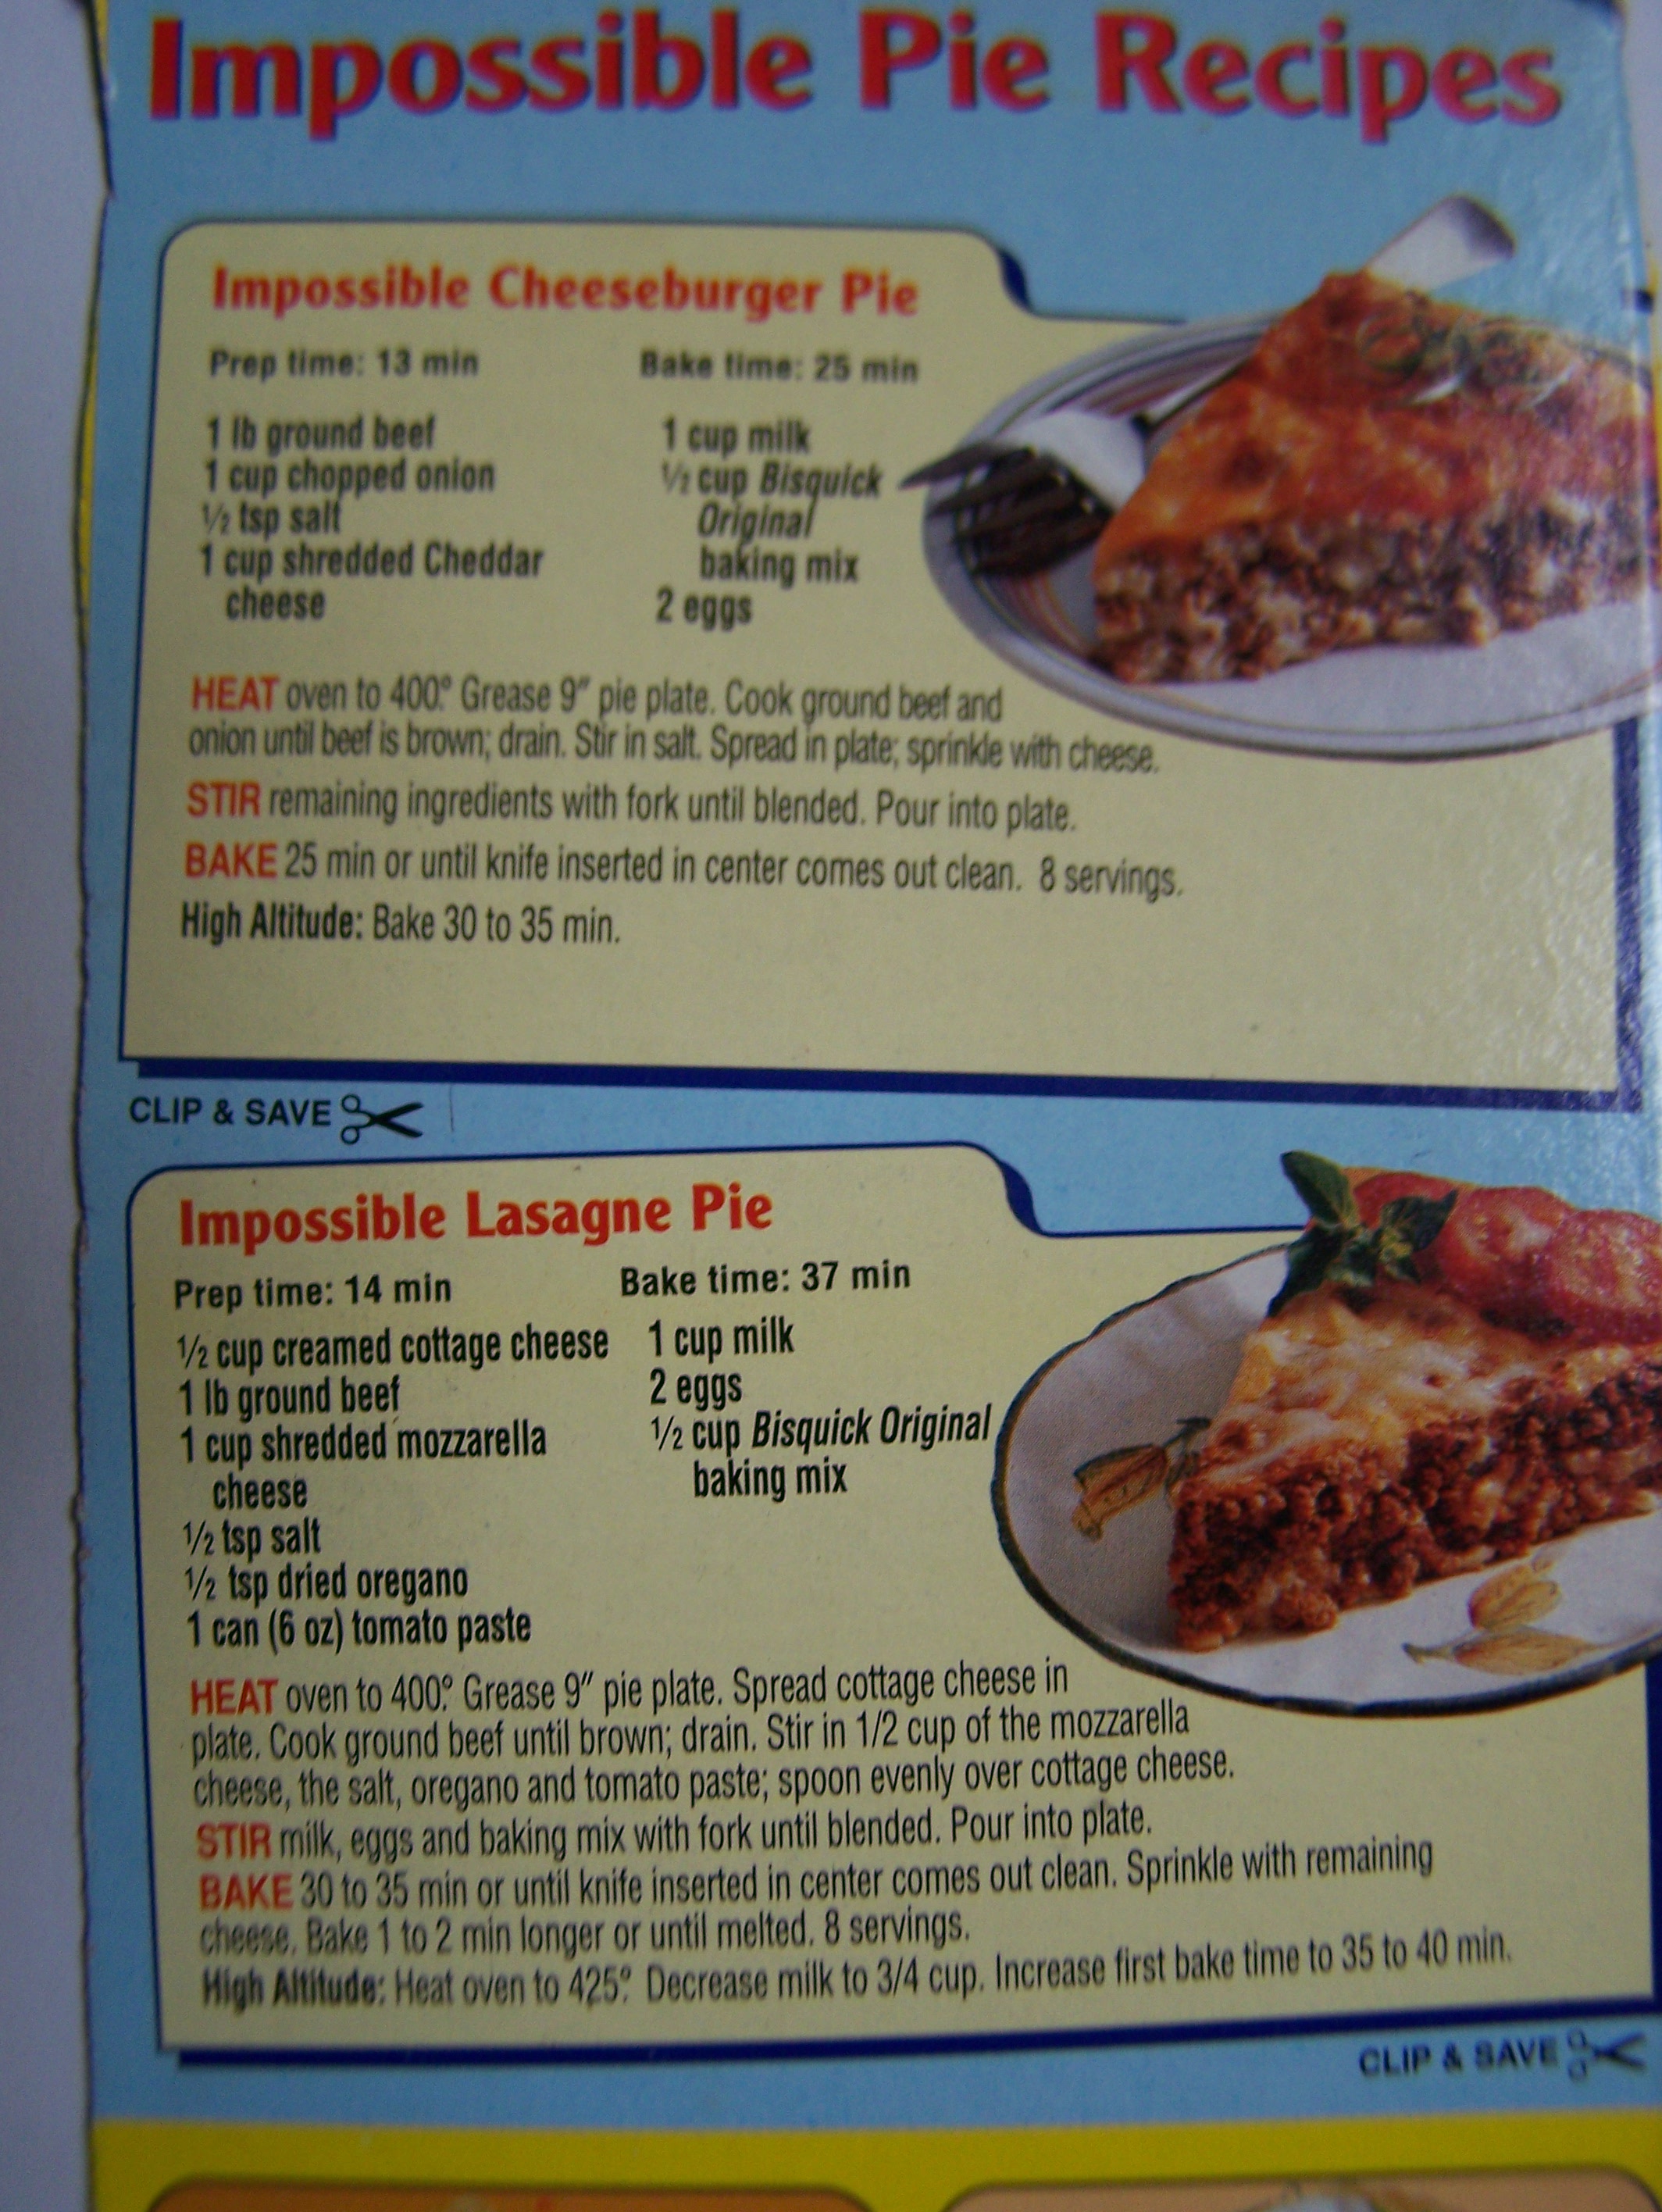 Impossible Pie Recipes
Impossible Cheeseburger Pie
Prep time: 13 min
Bake time: 25 min
1 lb ground beef
1 cup chopped onion
½ tsp salt
1 cup shredded Cheddar
cheese
1 cup milk
½ cup Bisquick
Original
baking mix
2 eggs
HEAT oven to 400°. Grease 9" pie plate. Cook ground beef and
onion until beef is brown; drain. Stir in salt. Spread in plate; sprinkle with cheese.
STIR remaining ingredients with fork until blended. Pour into plate.
BAKE 25 min or until knife inserted in center comes out clean. 8 servings.
High Altitude: Bake 30 to 35 min.
CLIP & SAVE
Impossible Lasagne Pie
Prep time: 14 min
Bake time: 37 min
½ cup creamed cottage cheese
1 lb ground beef
1 cup shredded mozzarella
cheese
½ tsp salt
½ tsp dried oregano
1 can (6 oz) tomato paste
1 cup milk
2 eggs
½ cup Bisquick Original
baking mix
HEAT oven to 400°. Grease 9" pie plate. Spread cottage cheese in
plate. Cook ground beef until brown; drain. Stir in 1/2 cup of the mozzarella
cheese, the salt, oregano and tomato paste; spoon evenly over cottage cheese.
STIR milk, eggs and baking mix with fork until blended. Pour into plate.
BAKE 30 to 35 min or until knife inserted in center comes out clean. Sprinkle with remaining
cheese. Bake 1 to 2 min longer or until melted. 8 servings.
High Altitude: Heat oven to 425°. Decrease milk to 3/4 cup. Increase first bake time to 35 to 40 min.
CLIP & SAVE